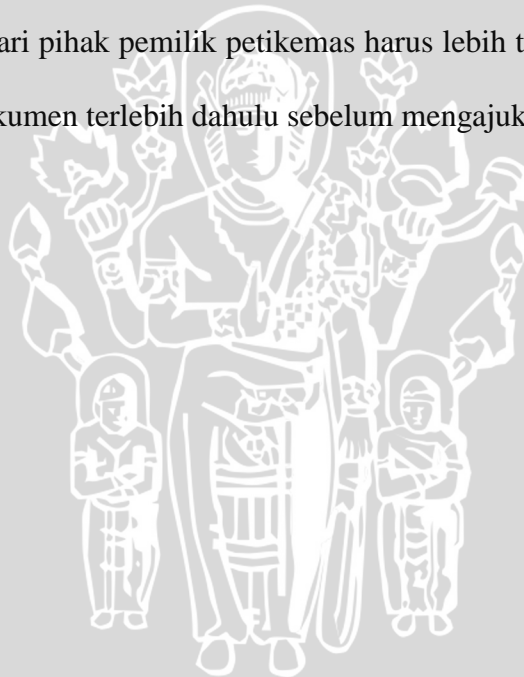 ari pihak pemilik petikemas harus lebih t
kumen terlebih dahulu sebelum mengajuk